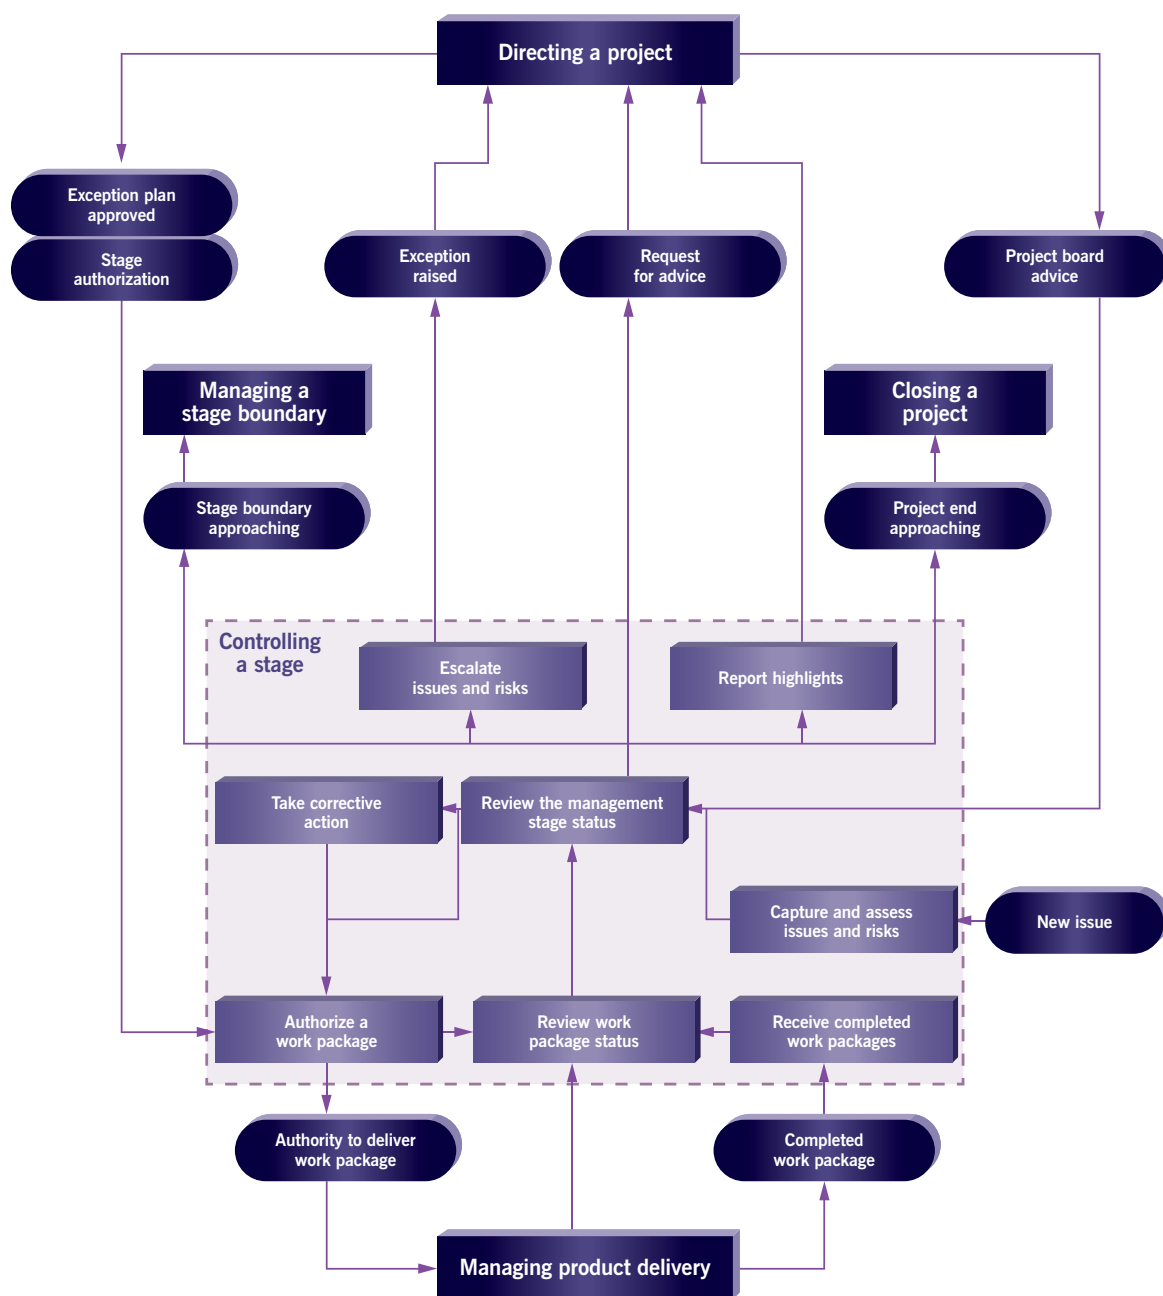 Directing a project
Exception plan
approved
Stage
authorization
Exception
raised
Request
for advice
Project board
advice
Managing a
stage boundary
Closing a
project
Stage boundary
approaching
Project end
approaching
Controlling
a stage
Escalate
issues and risks
Report highlights
Take corrective
action
Review the management
stage status
Capture and assess
issues and risks
New issue
Authorize a
work package
Review work
package status
Receive completed
work packages
Authority to deliver
work package
Completed
work package
Managing product delivery